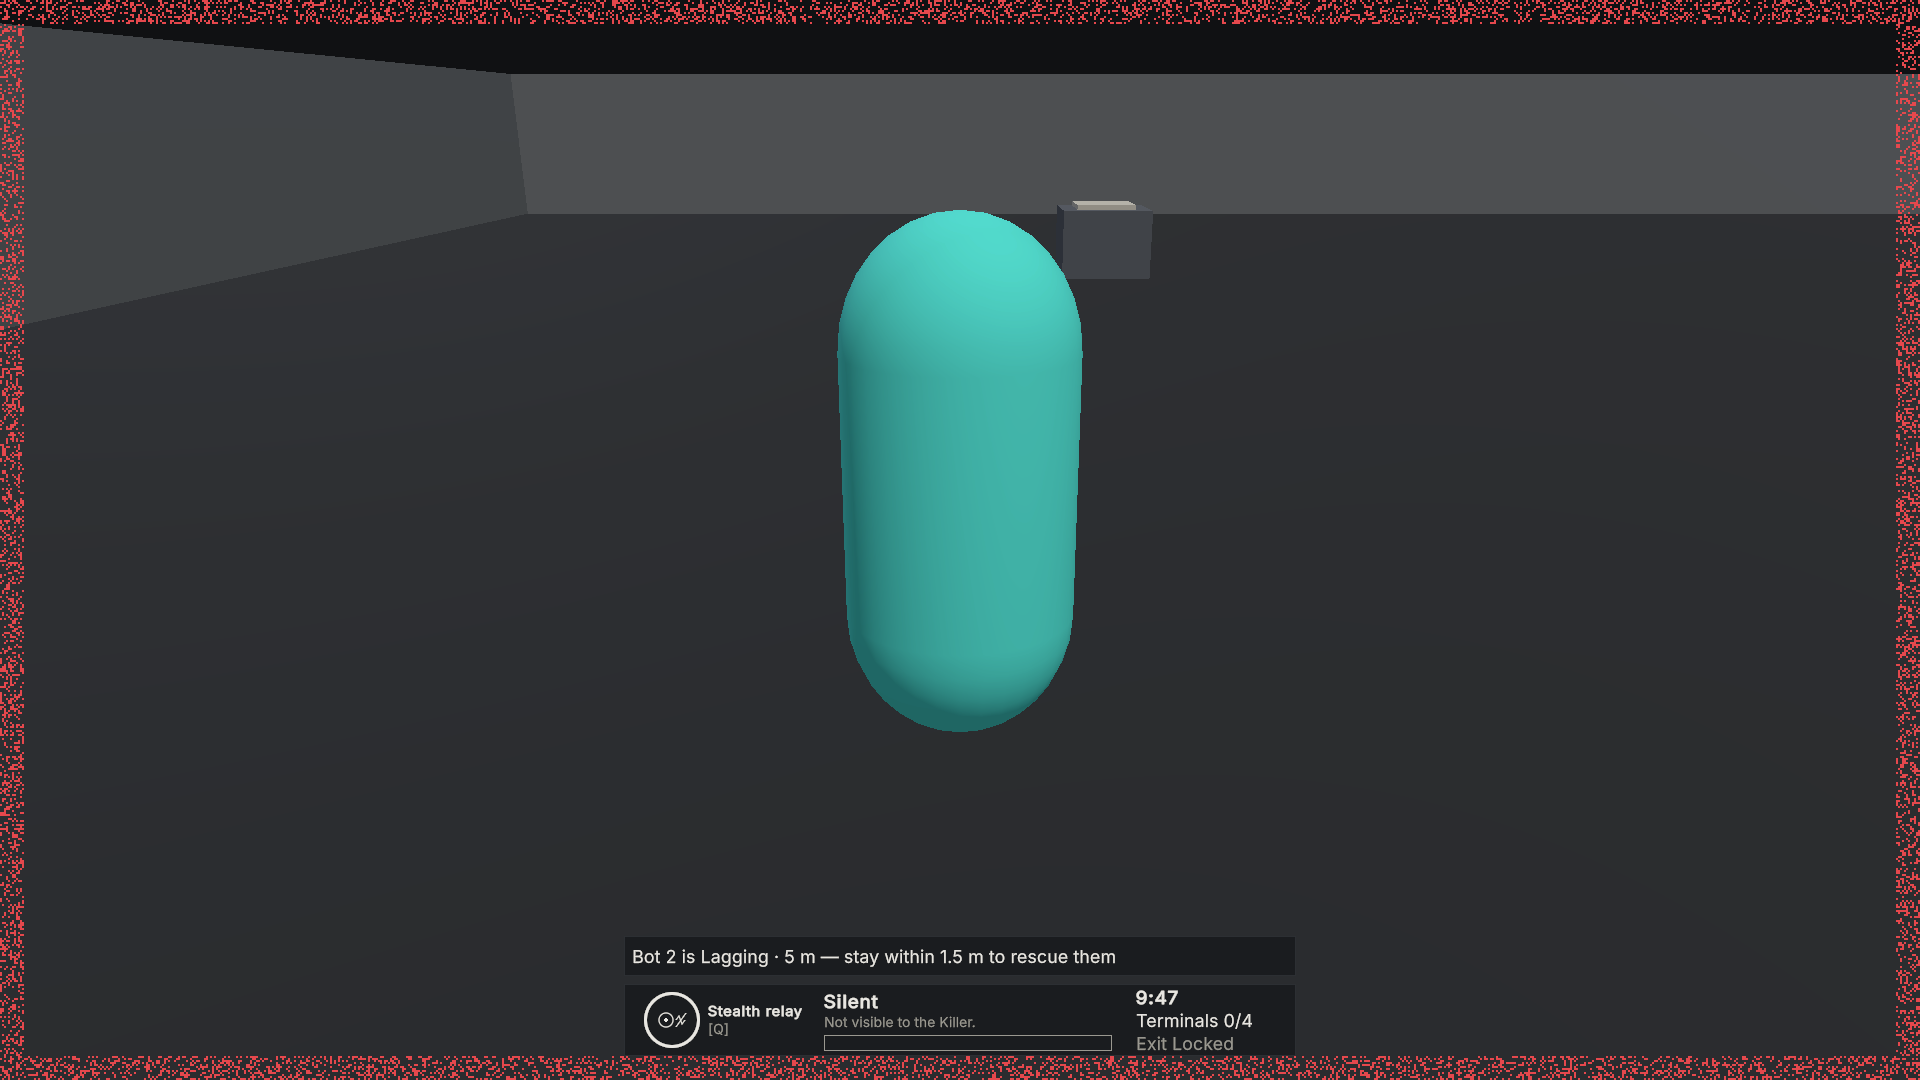 Bot 2 is Lagging · 5 m — stay within 1.5 m to rescue them
Stealth relay
[Q]
Silent
Not visible to the Killer.
9:47
Terminals 0/4
Exit Locked